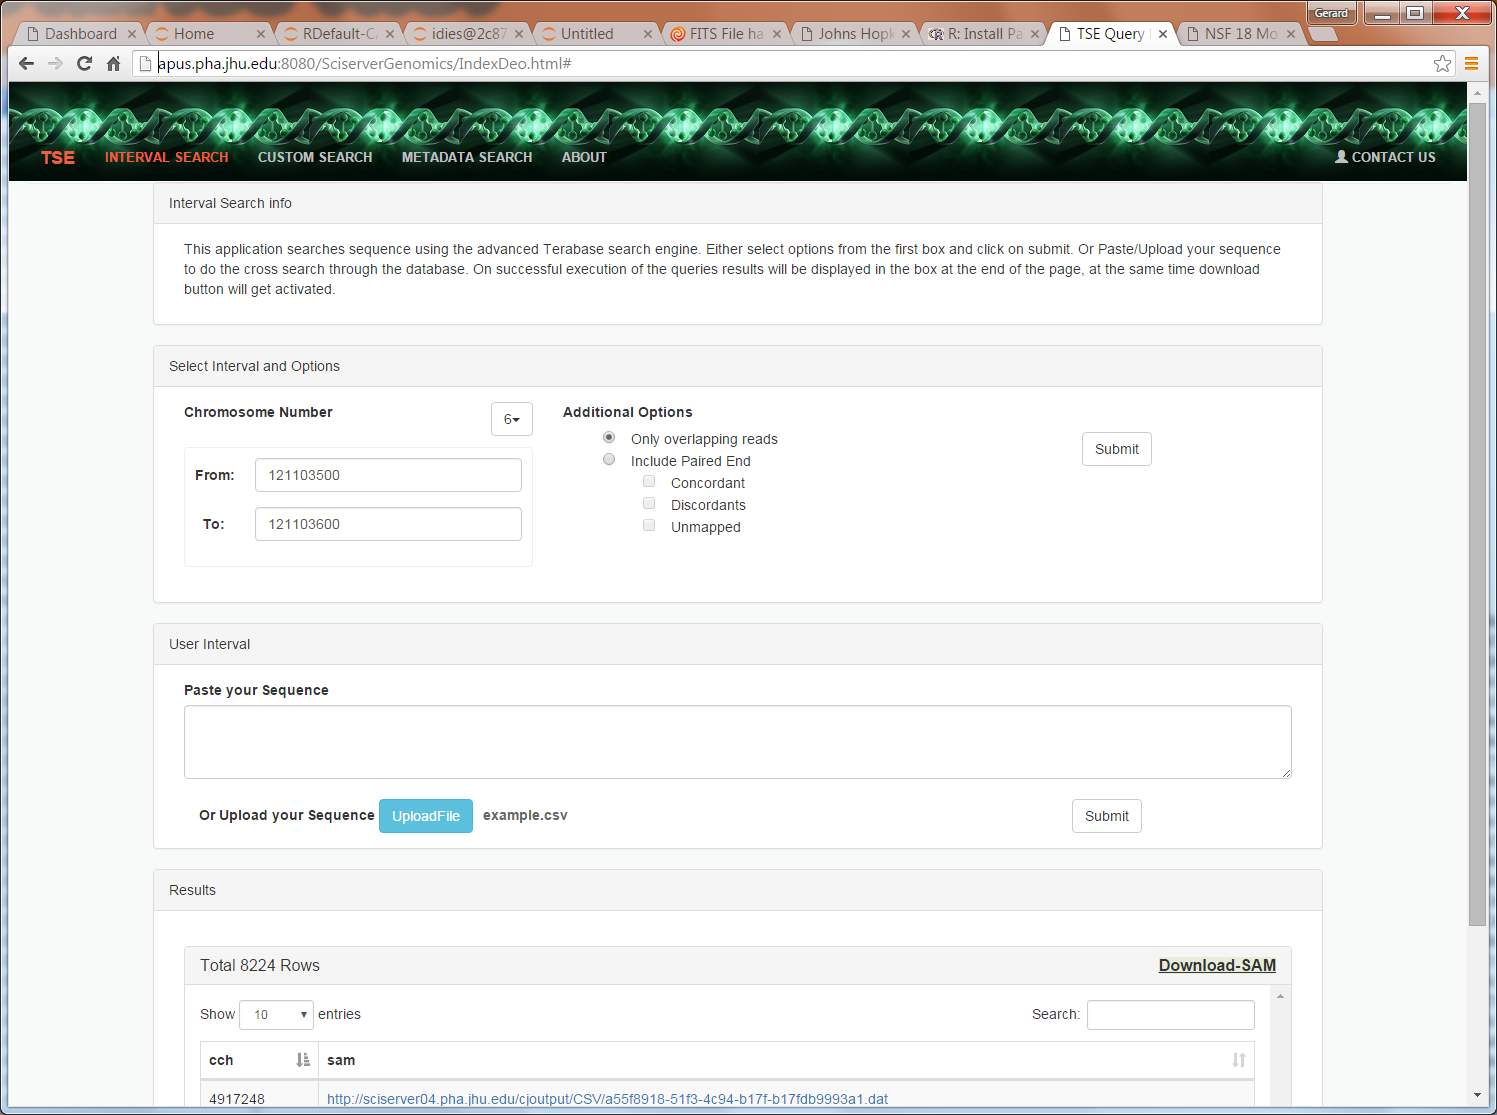 Gerard
Dashboard
Home
RDefault-CA
idies@2c87
Untitled
FITS File ha
Johns Hopk
R: Install Pa
TSE Query
NSF 18 Mo
apus.pha.jhu.edu:8080/SciserverGenomics/IndexDeo.html#
TSE INTERVAL SEARCH CUSTOM SEARCH METADATA SEARCH ABOUT CONTACT US
Interval Search info
This application searches sequence using the advanced Terabase search engine. Either select options from the first box and click on submit. Or Paste/Upload your sequence
to do the cross search through the database. On successful execution of the queries results will be displayed in the box at the end of the page, at the same time download
button will get activated.
Select Interval and Options
Chromosome Number 6
From: 121103500
To: 121103600
Additional Options
Only overlapping reads
Include Paired End
Concordant
Discordants
Unmapped
Submit
User Interval
Paste your Sequence
Or Upload your Sequence UploadFile example.csv Submit
Results
Total 8224 Rows Download-SAM
Show 10 entries Search:
cch sam
4917248 http://sciserver04.pha.jhu.edu/cjoutput/CSV/a55f8918-51f3-4c94-b17f-b17fdb9993a1.dat